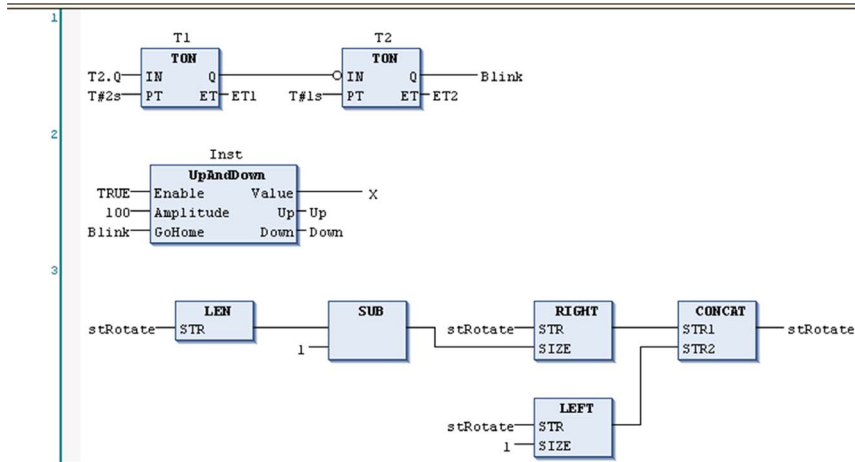 1
T1 T2
TON TON
T2.Q IN Q IN Q Blink
T#2s PT ET ET1 T#1s PT ET ET2
2
Inst
UpAndDown
TRUE Enable Value X
100 Amplitude Up Up
Blink GoHome Down Down
3
LEN SUB RIGHT CONCAT
stRotate STR stRotate STR STR1 stRotate
1 SIZE STR2
LEFT
stRotate STR
1 SIZE